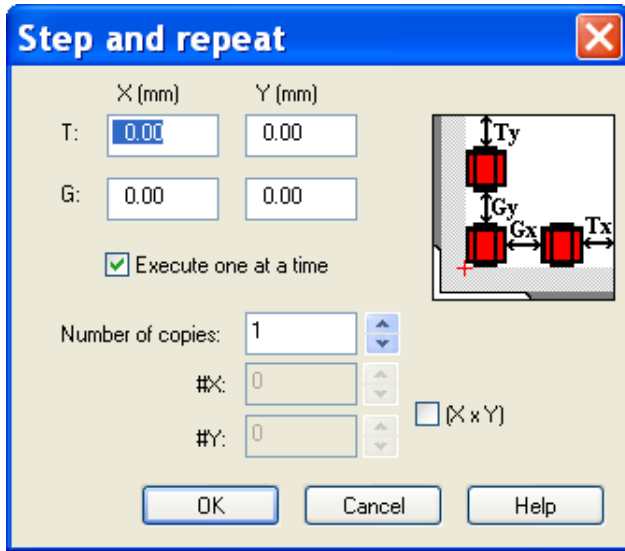 Step and repeat
X (mm) Y (mm)
T: 0.00 0.00
G: 0.00 0.00
Ty
Gy
Gx Tx
Execute one at a time
Number of copies: 1
#X: 0
(X x Y)
#Y: 0
OK Cancel Help